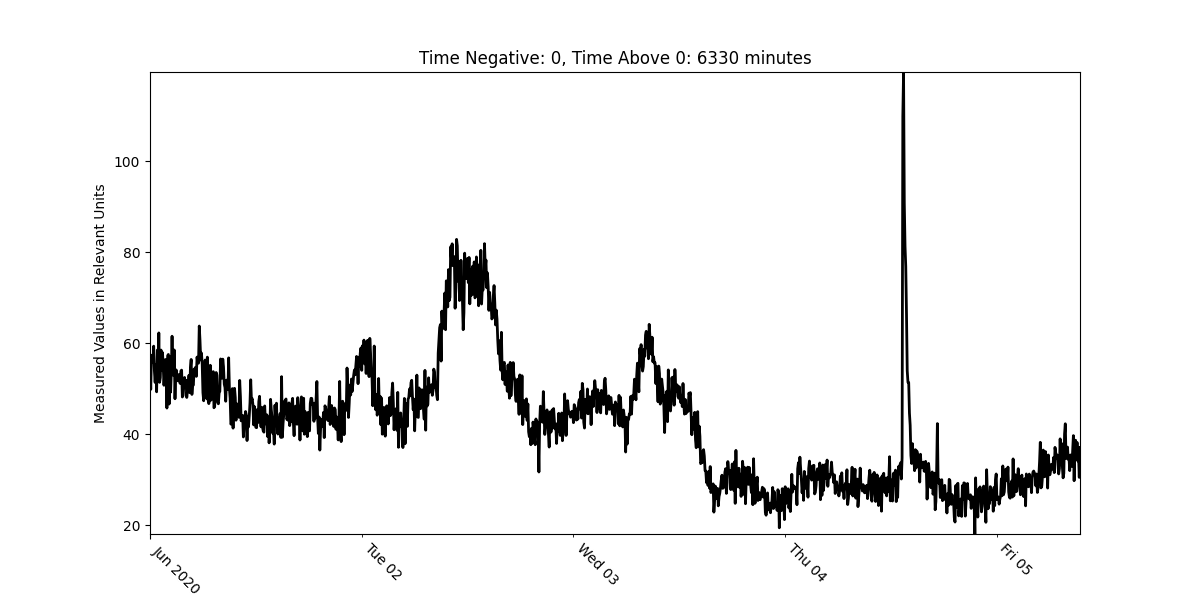 Time Negative: 0, Time Above 0: 6330 minutes
Measured Values in Relevant Units
100
80
60
40
20
Jun 2020
Tue 02
Wed 03
Thu 04
Fri 05